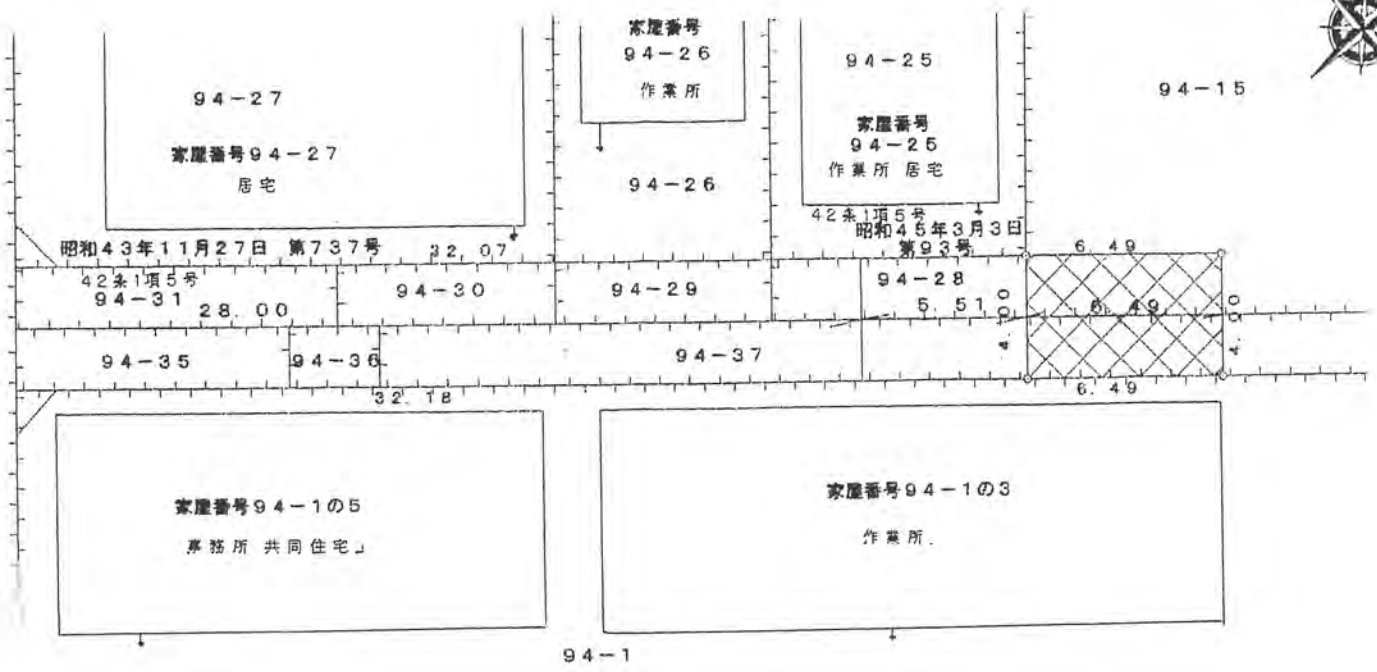 家屋番号
94-26
作業所
94-25
94-15
94-27
家屋番号
94-25
作業所 居宅
家屋番号94-27
居宅
94-26
42条1項5号
昭和45年3月3日
第93号
昭和43年11月27日 第737号
32.07
6.49
42条1項5号
94-31
28.00
94-30
94-29
94-28
5.51
4.00
6.49
4.00
94-35
94-36
94-37
32.18
6.49
家屋番号94-1の5
事務所 共同住宅
家屋番号94-1の3
作業所
94-1